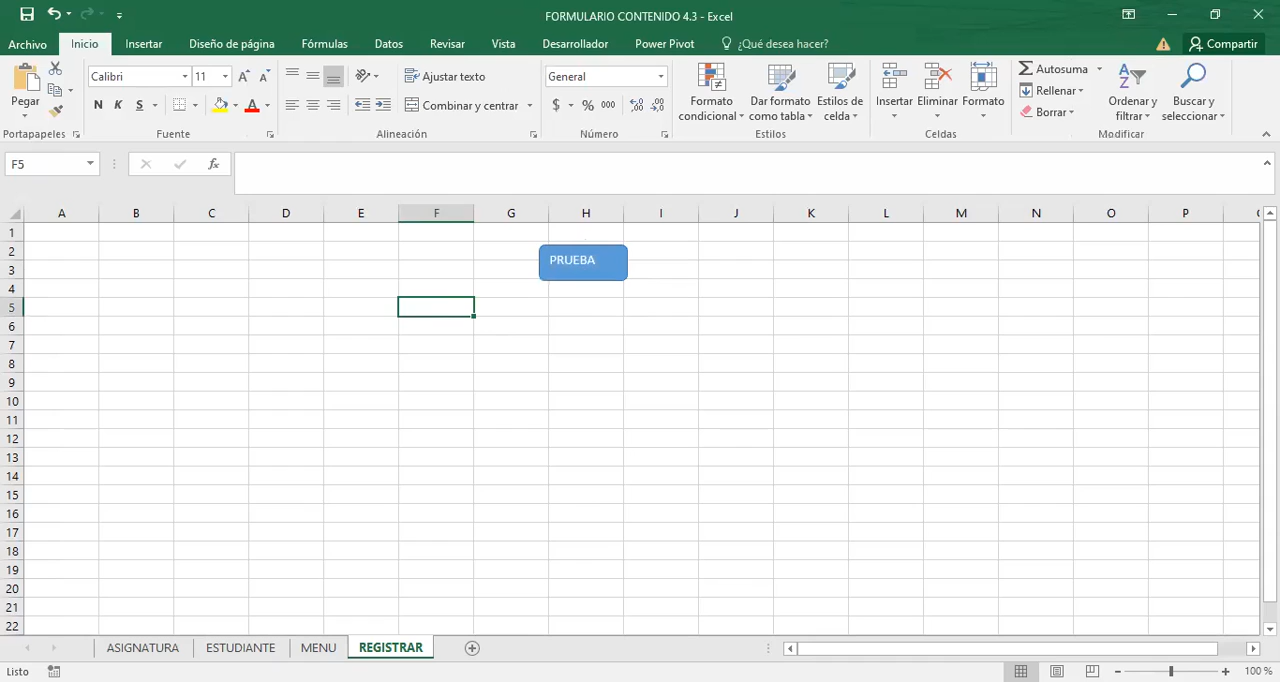 FORMULARIO CONTENIDO 4.3 - Excel
Archivo Inicio Insertar Diseño de página Fórmulas Datos Revisar Vista Desarrollador Power Pivot ¿Qué desea hacer? Compartir
Pegar
Portapapeles
Calibri 11
N K S
Fuente
Ajustar texto
Combinar y centrar
Alineación
General
$ % 000
Número
Formato condicional
Dar formato como tabla
Estilos de celda
Estilos
Insertar Eliminar Formato
Celdas
Autosuma
Rellenar
Borrar
Ordenar y filtrar
Buscar y seleccionar
Modificar
F5 fx
A B C D E F G H I J K L M N O P
1
2
PRUEBA
3
4
5
6
7
8
9
10
11
12
13
14
15
16
17
18
19
20
21
22
ASIGNATURA ESTUDIANTE MENU REGISTRAR
Listo 100 %